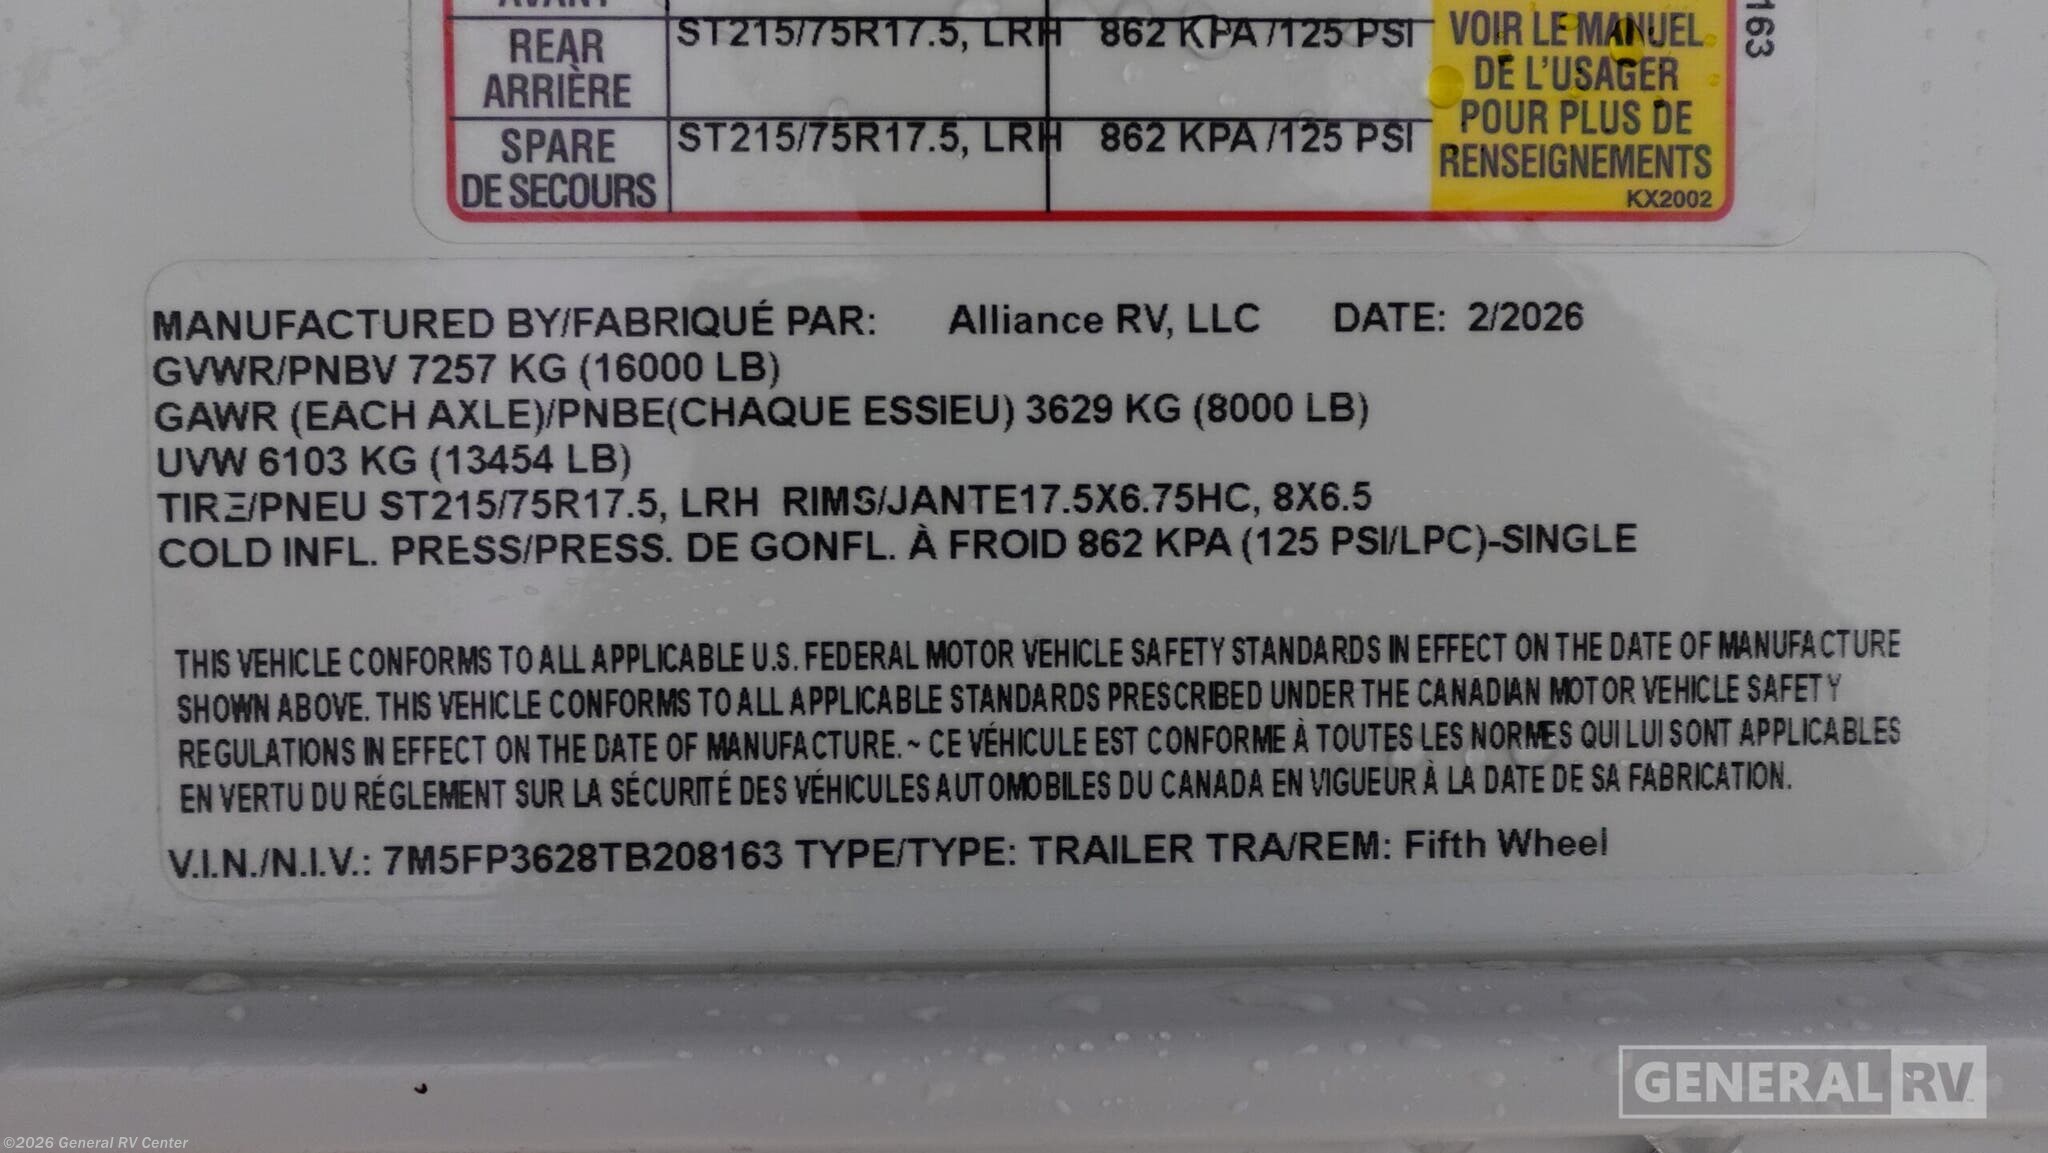 AVANT
REAR
ARRIÈRE
ST215/75R17.5, LRH 862 KPA /125 PSI
SPARE
DE SECOURS
ST215/75R17.5, LRH 862 KPA /125 PSI
VOIR LE MANUEL
DE L'USAGER
POUR PLUS DE
RENSEIGNEMENTS
KX2002
163
MANUFACTURED BY/FABRIQUÉ PAR: Alliance RV, LLC DATE: 2/2026
GVWR/PNBV 7257 KG (16000 LB)
GAWR (EACH AXLE)/PNBE(CHAQUE ESSIEU) 3629 KG (8000 LB)
UVW 6103 KG (13454 LB)
TIRE/PNEU ST215/75R17.5, LRH RIMS/JANTE17.5X6.75HC, 8X6.5
COLD INFL. PRESS/PRESS. DE GONFL. À FROID 862 KPA (125 PSI/LPC)-SINGLE
THIS VEHICLE CONFORMS TO ALL APPLICABLE U.S. FEDERAL MOTOR VEHICLE SAFETY STANDARDS IN EFFECT ON THE DATE OF MANUFACTURE
SHOWN ABOVE. THIS VEHICLE CONFORMS TO ALL APPLICABLE STANDARDS PRESCRIBED UNDER THE CANADIAN MOTOR VEHICLE SAFETY
REGULATIONS IN EFFECT ON THE DATE OF MANUFACTURE. ~ CE VÉHICULE EST CONFORME À TOUTES LES NORMES QUI LUI SONT APPLICABLES
EN VERTU DU RÉGLEMENT SUR LA SÉCURITÉ DES VÉHICULES AUTOMOBILES DU CANADA EN VIGUEUR À LA DATE DE SA FABRICATION.
V.I.N./N.I.V.: 7M5FP3628TB208163 TYPE/TYPE: TRAILER TRA/REM: Fifth Wheel
GENERAL RV
©2026 General RV Center